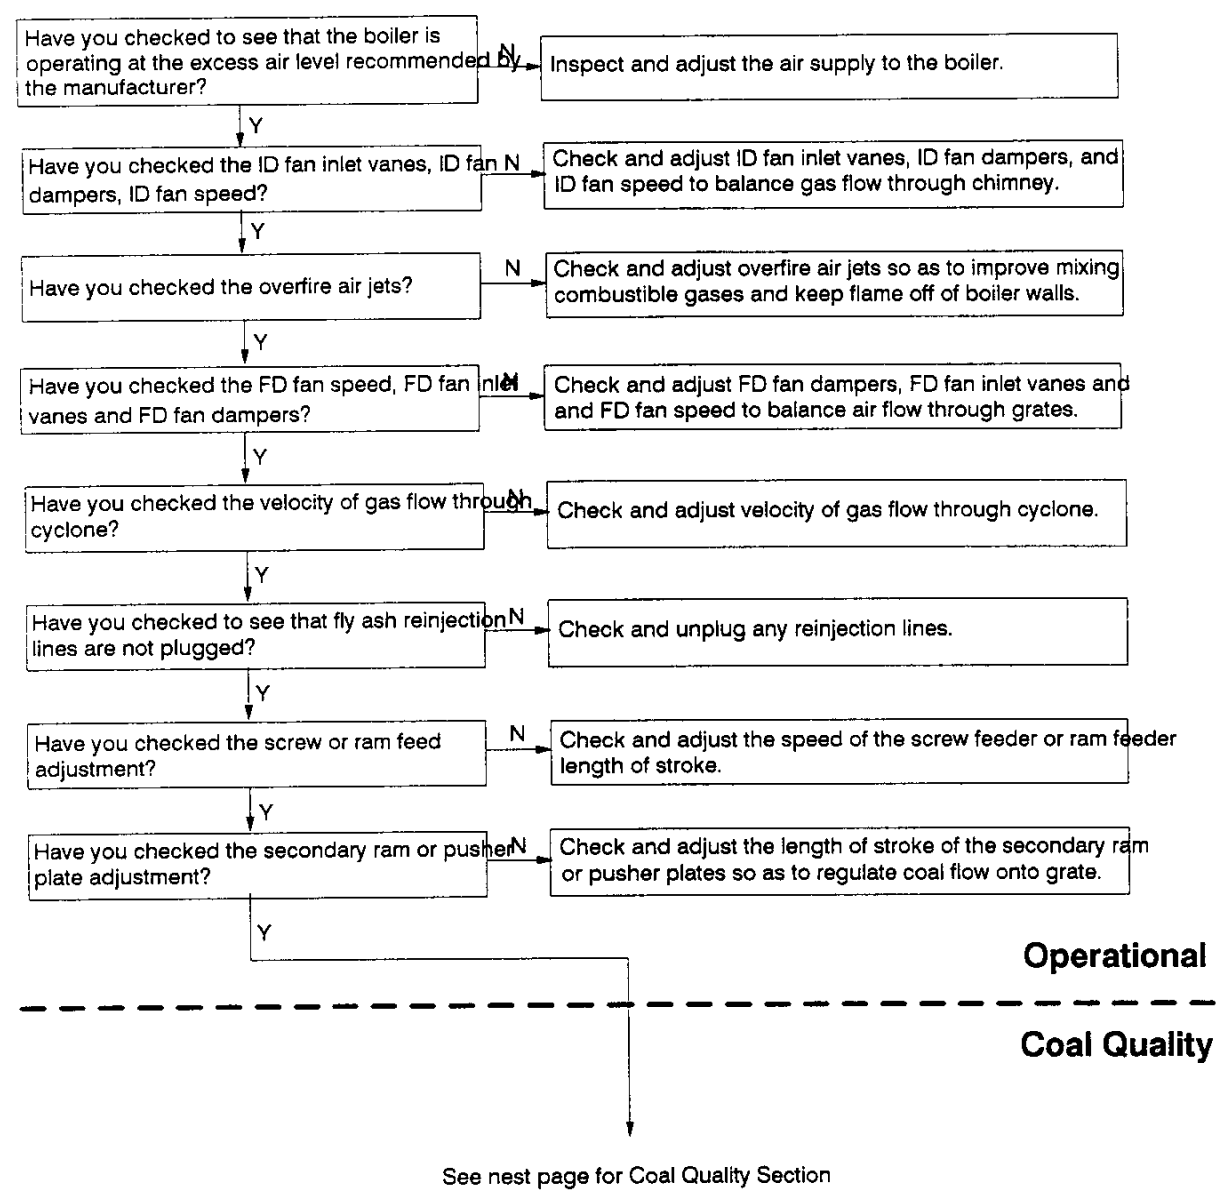 Have you checked to see that the boiler is
operating at the excess air level recommended by
the manufacturer?
N
Inspect and adjust the air supply to the boiler.
Y
Have you checked the ID fan inlet vanes, ID fan
dampers, ID fan speed?
N
Check and adjust ID fan inlet vanes, ID fan dampers, and
ID fan speed to balance gas flow through chimney.
Y
Have you checked the overfire air jets?
N
Check and adjust overfire air jets so as to improve mixing
combustible gases and keep flame off of boiler walls.
Y
Have you checked the FD fan speed, FD fan inlet
vanes and FD fan dampers?
N
Check and adjust FD fan dampers, FD fan inlet vanes and
and FD fan speed to balance air flow through grates.
Y
Have you checked the velocity of gas flow through
cyclone?
N
Check and adjust velocity of gas flow through cyclone.
Y
Have you checked to see that fly ash reinjection
lines are not plugged?
N
Check and unplug any reinjection lines.
Y
Have you checked the screw or ram feed
adjustment?
N
Check and adjust the speed of the screw feeder or ram feeder
length of stroke.
Y
Have you checked the secondary ram or pusher
plate adjustment?
N
Check and adjust the length of stroke of the secondary ram
or pusher plates so as to regulate coal flow onto grate.
Y
Operational
Coal Quality
See nest page for Coal Quality Section